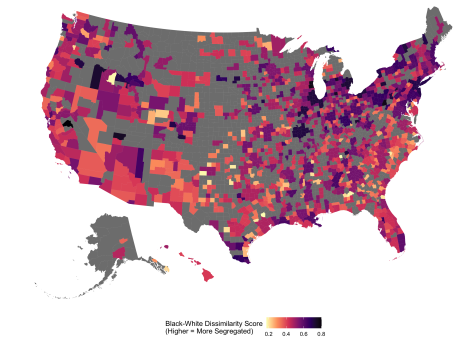 Black-White Dissimilarity Score
(Higher = More Segregated)
0.2 0.4 0.6 0.8